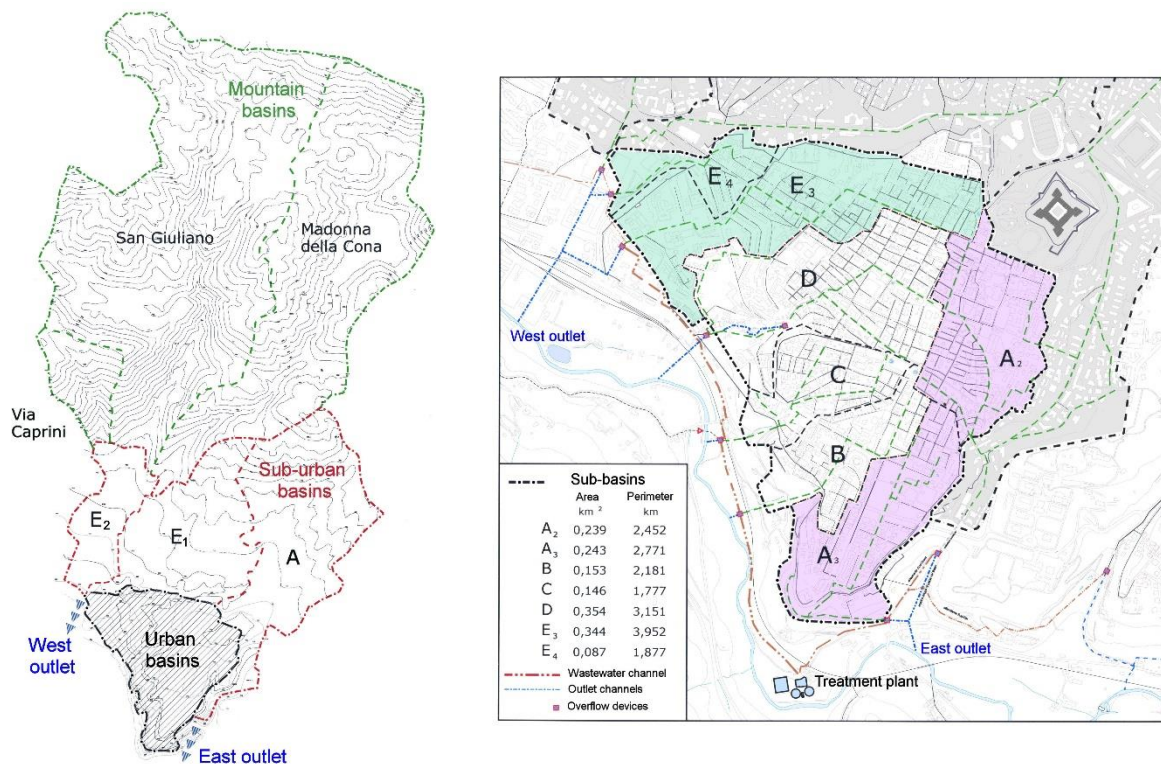 Mountain
basins
San Giuliano
Madonna
della Cona
Via
Caprini
Sub-urban
basins
E2
E1
A
West
outlet
Urban
basins
East outlet
E4
E3
D
West outlet
A2
C
B
A3
East outlet
Treatment plant
Sub-basins
Area Perimeter
km² km
A2 0,239 2,452
A3 0,243 2,771
B 0,153 2,181
C 0,146 1,777
D 0,354 3,151
E3 0,344 3,952
E4 0,087 1,877
Wastewater channel
Outlet channels
Overflow devices